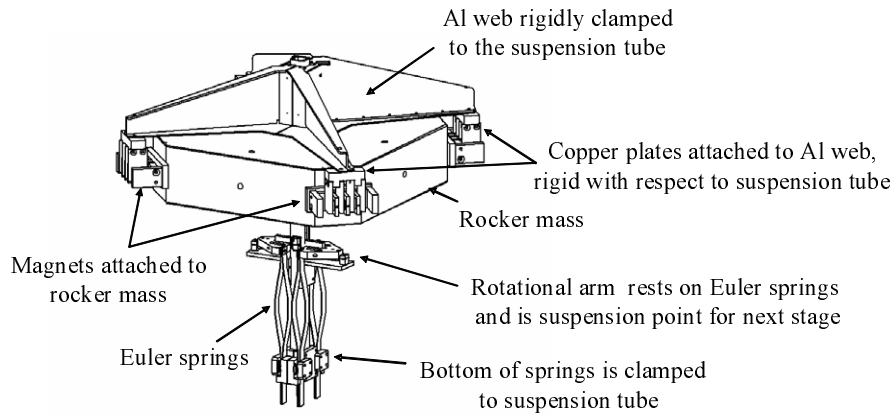 Al web rigidly clamped
to the suspension tube
Copper plates attached to Al web,
rigid with respect to suspension tube
Rocker mass
Magnets attached to
rocker mass
Rotational arm rests on Euler springs
and is suspension point for next stage
Euler springs
Bottom of springs is clamped
to suspension tube